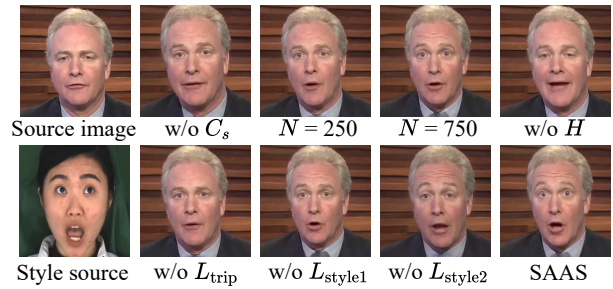 Source image w/o C_s N = 250 N = 750 w/o H
Style source w/o L_trip w/o L_style1 w/o L_style2 SAAS